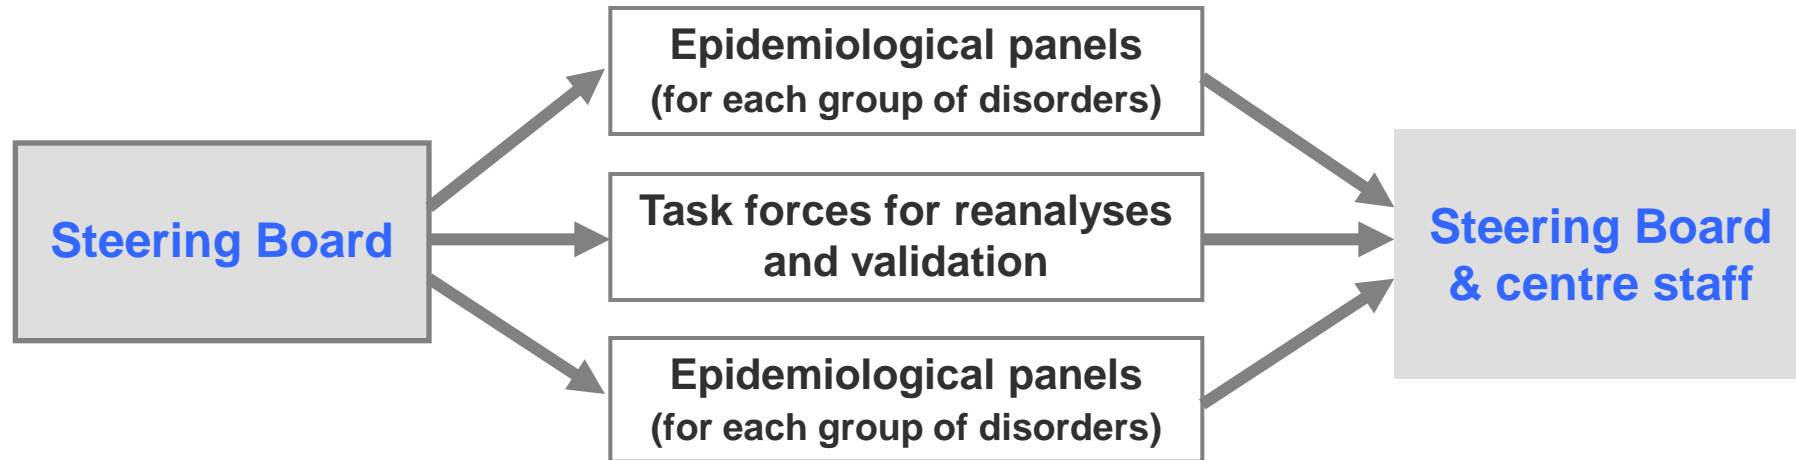 Steering Board
Epidemiological panels
(for each group of disorders)
Task forces for reanalyses
and validation
Epidemiological panels
(for each group of disorders)
Steering Board
& centre staff